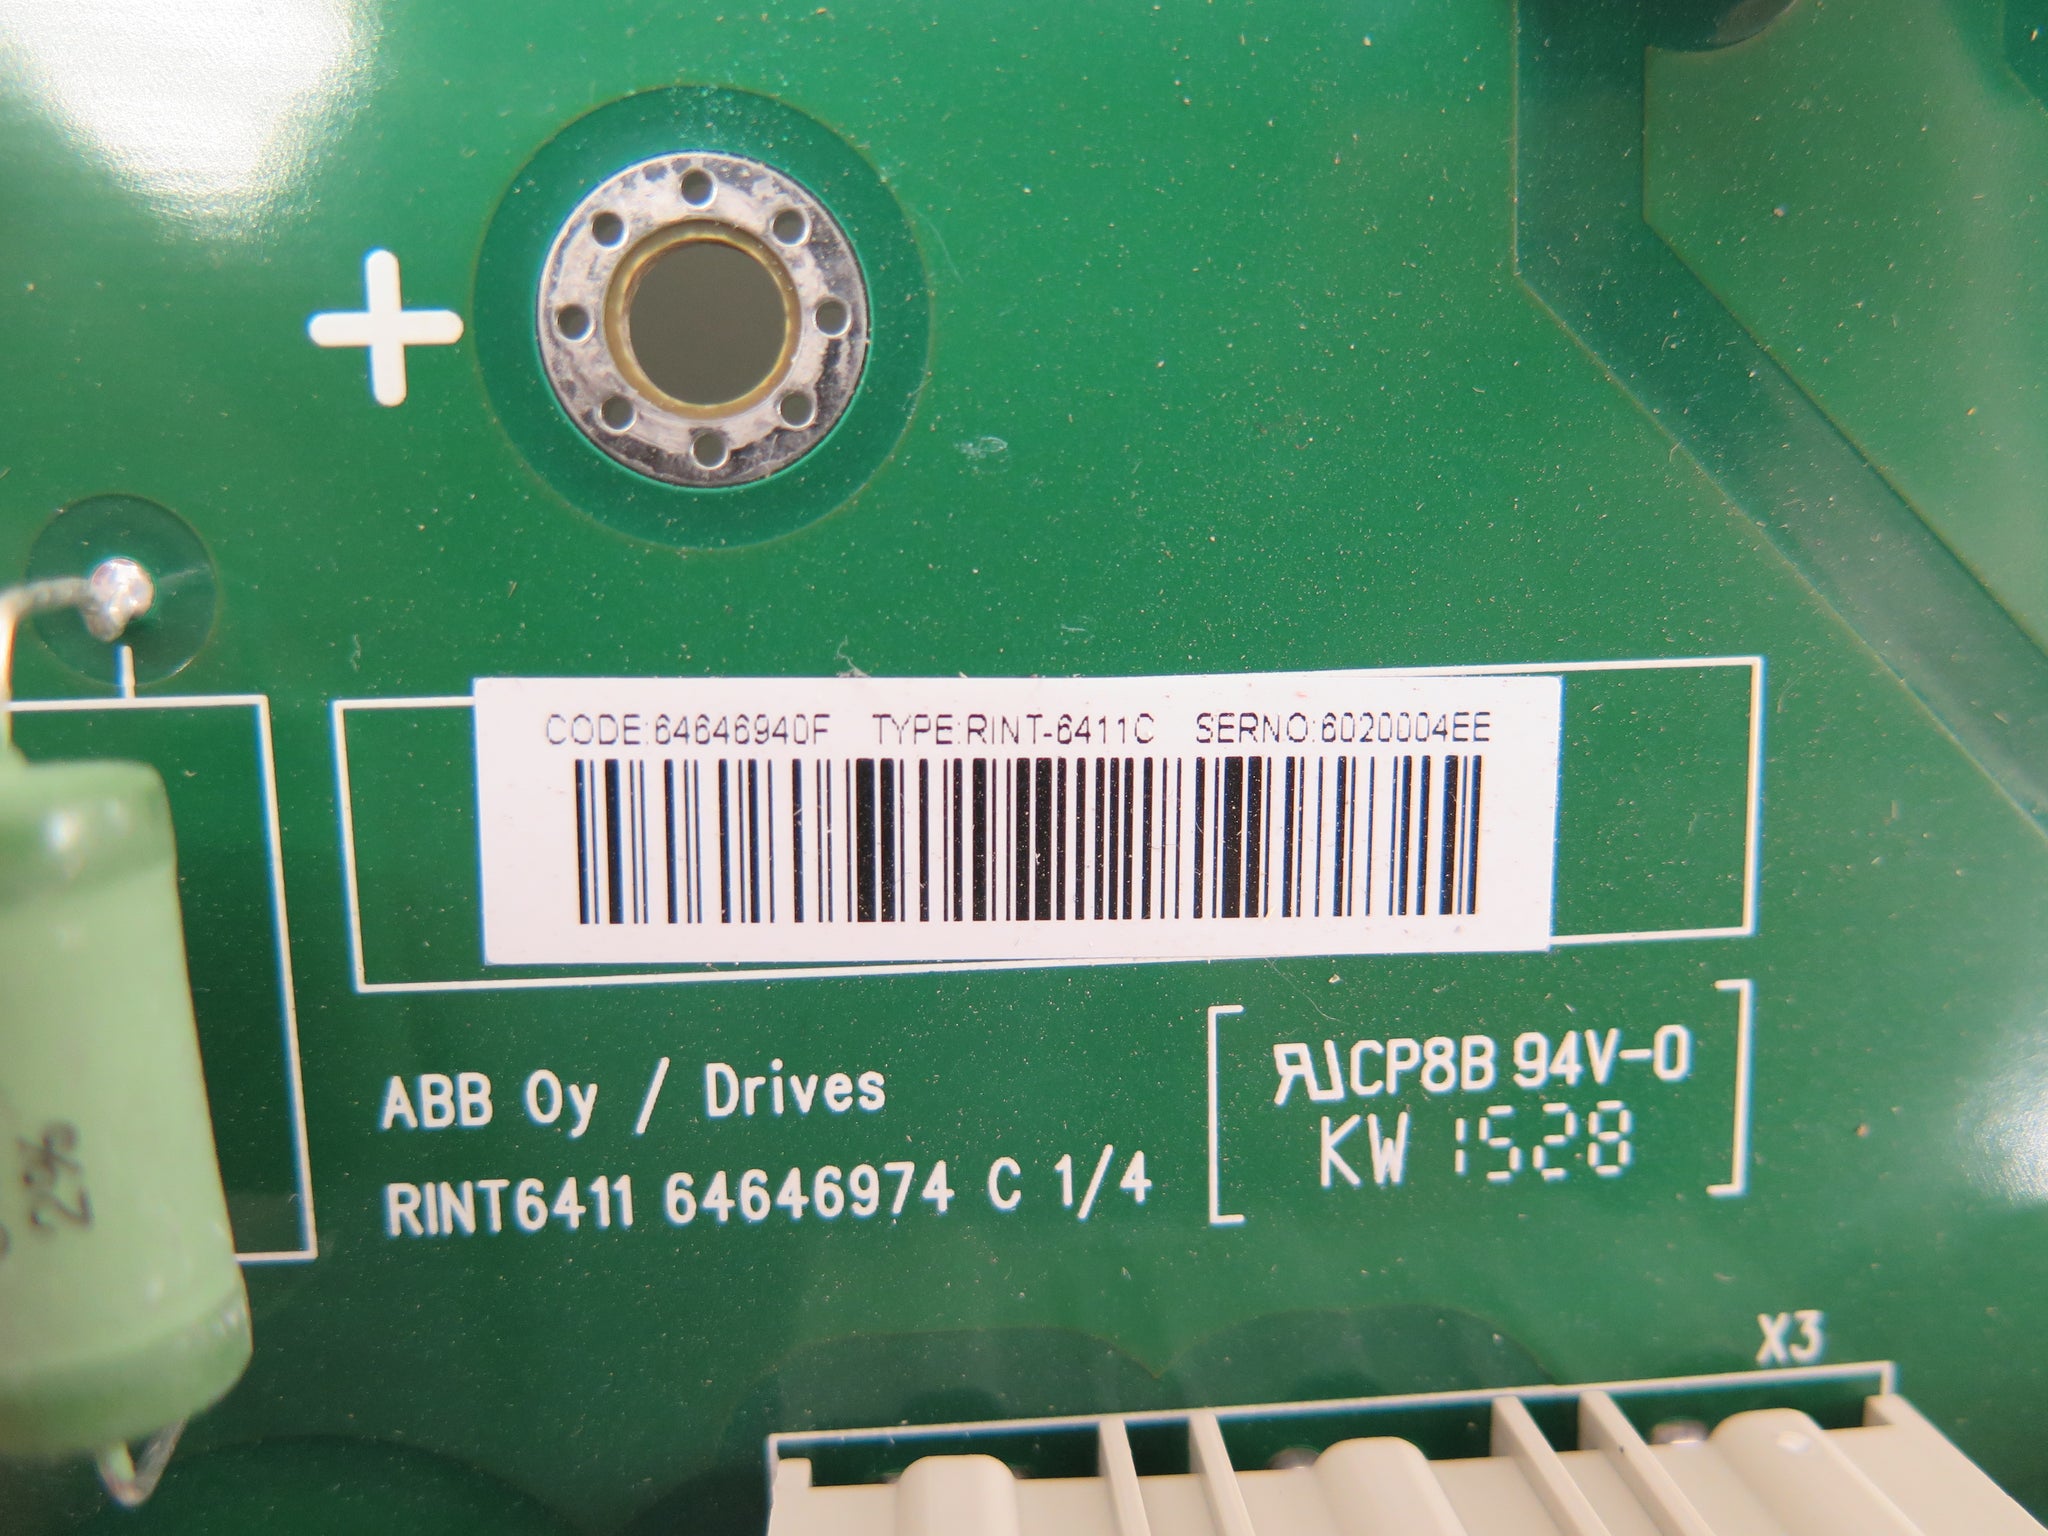 +
CODE:64646940F TYPE:RINT-6411C SERNO:6020004EE
ABB Oy / Drives
RINT6411 64646974 C 1/4
CP8B 94V-0
KW 1528
2%
X3